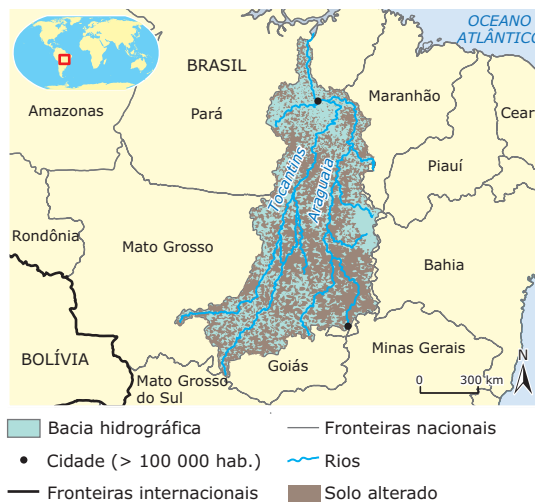 OCEANO
ATLÂNTICO
BRASIL
Amazonas
Pará
Maranhão
Cear
Piauí
Tocantins
Araguaia
Rondônia
Mato Grosso
Bahia
BOLÍVIA
Goiás
Minas Gerais
Mato Grosso
do Sul
N
0 300 km
Bacia hidrográfica
Fronteiras nacionais
Cidade (> 100 000 hab.)
Rios
Fronteiras internacionais
Solo alterado